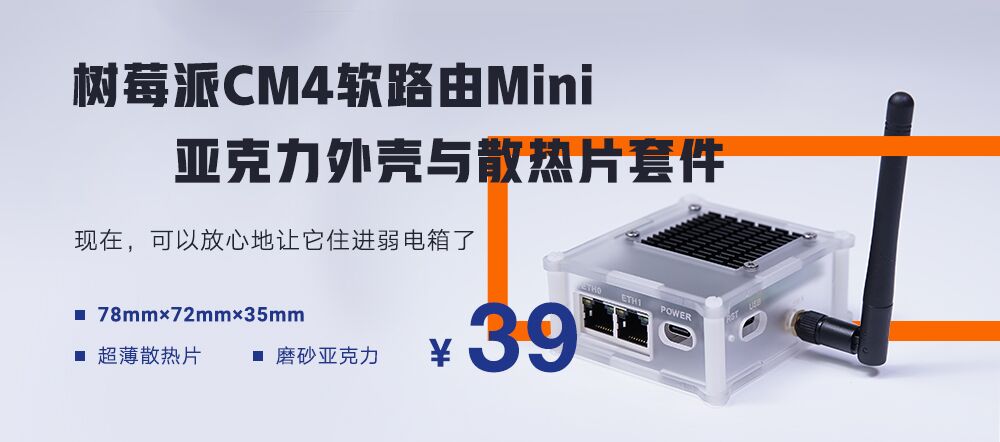 树莓派CM4软路由Mini
亚克力外壳与散热片套件
现在，可以放心地让它住进弱电箱了
78mm×72mm×35mm
超薄散热片
磨砂亚克力
¥ 39
ETH0
ETH1
POWER
RST
USB